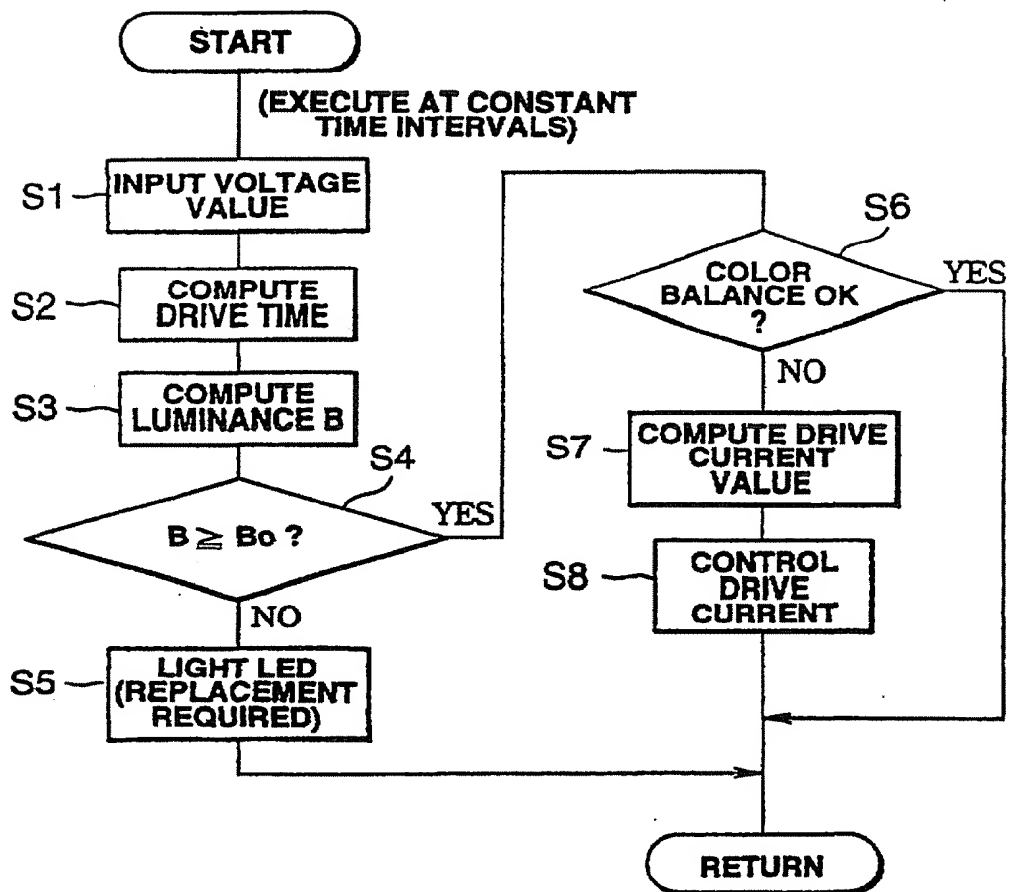 START
(EXECUTE AT CONSTANT
TIME INTERVALS)
S1
INPUT VOLTAGE
VALUE
S2
COMPUTE
DRIVE TIME
S3
COMPUTE
LUMINANCE B
S4
B ≧ Bo ?
YES
NO
S5
LIGHT LED
(REPLACEMENT
REQUIRED)
S6
COLOR
BALANCE OK
?
YES
NO
S7
COMPUTE DRIVE
CURRENT
VALUE
S8
CONTROL
DRIVE
CURRENT
RETURN